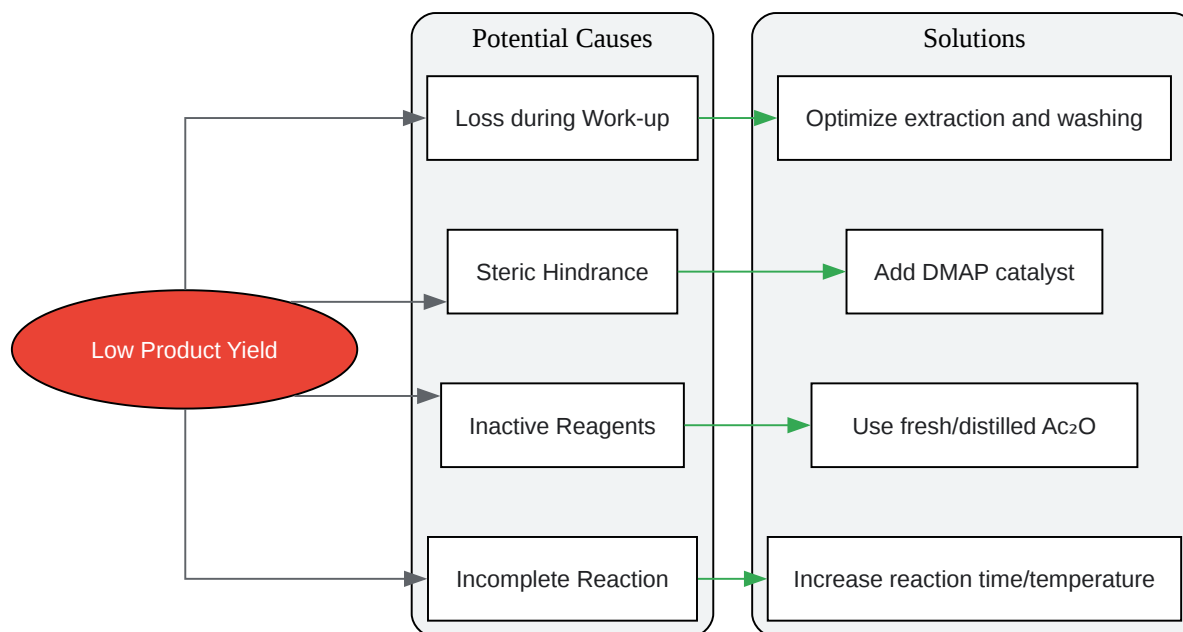 Potential Causes
Solutions
Loss during Work-up
Optimize extraction and washing
Steric Hindrance
Add DMAP catalyst
Low Product Yield
Inactive Reagents
Use fresh/distilled Ac₂O
Incomplete Reaction
Increase reaction time/temperature